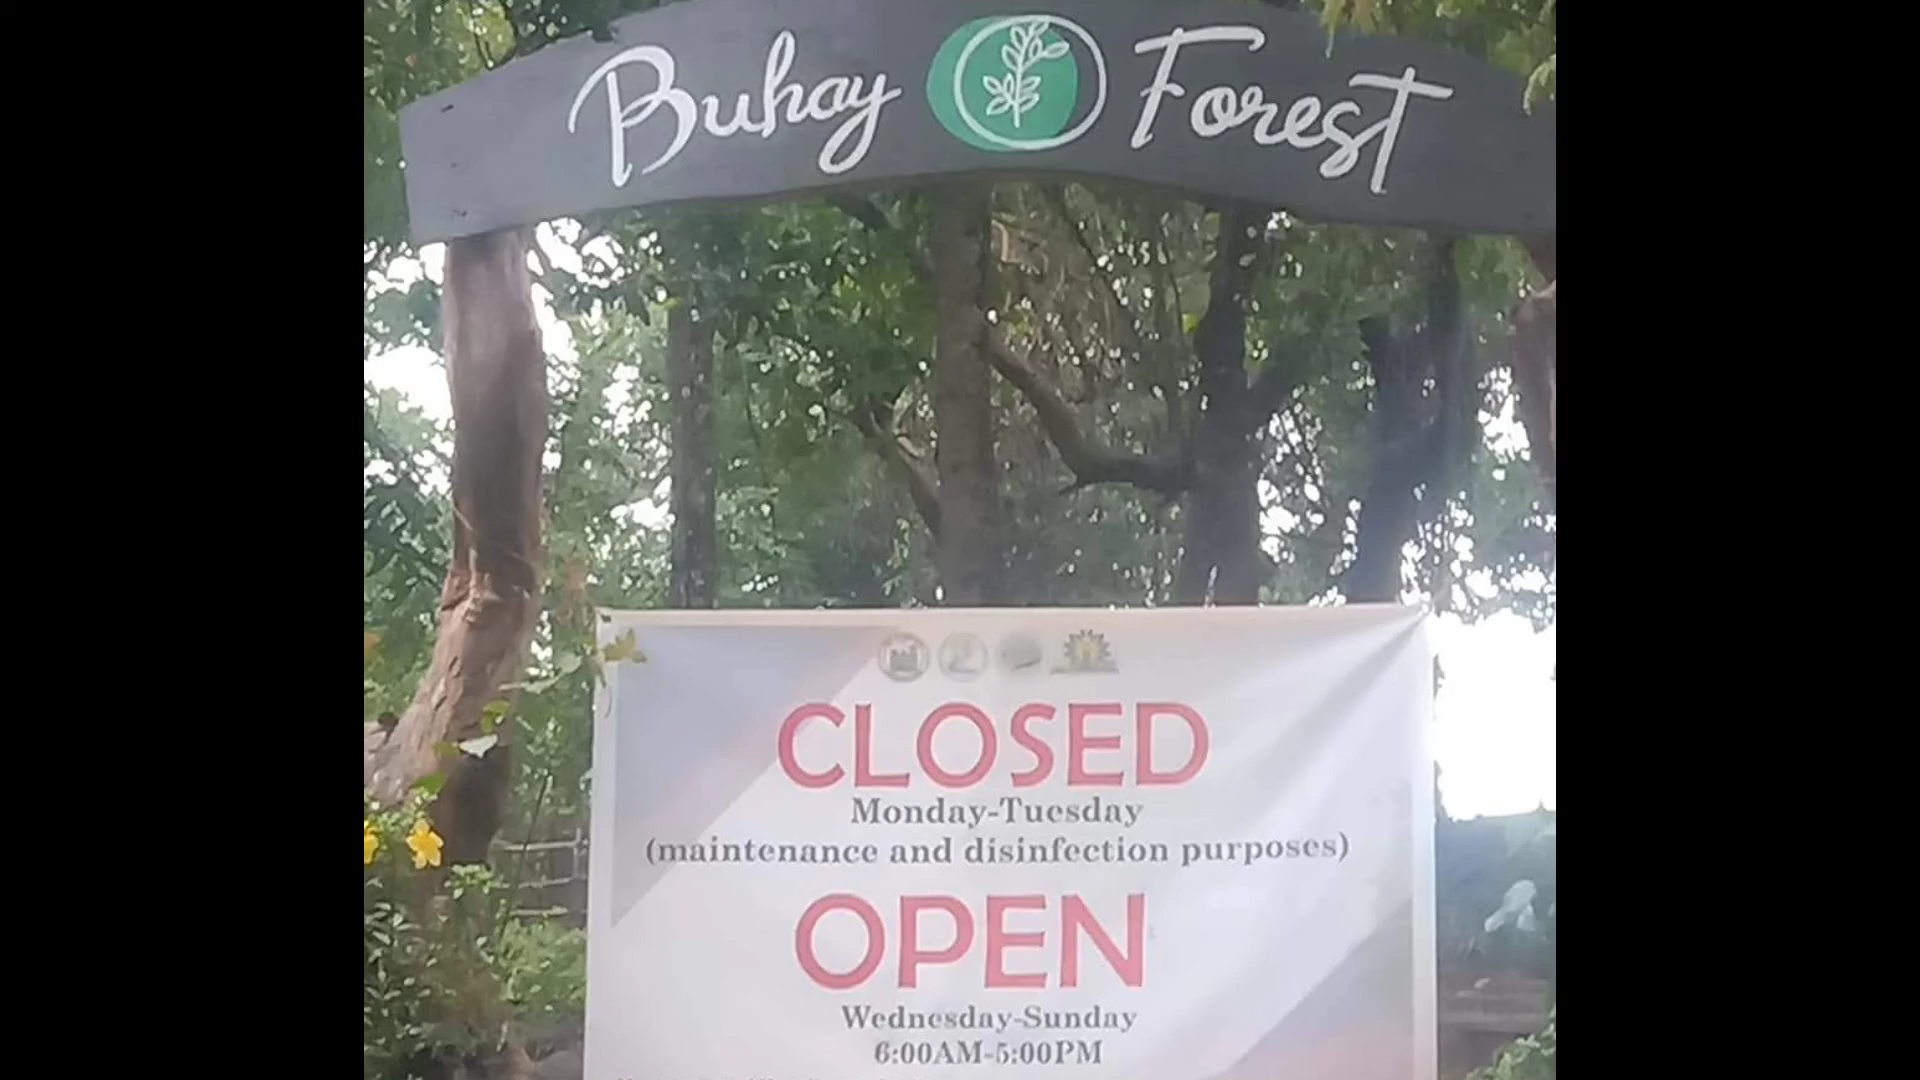 Buhay Forest
CLOSED
Monday-Tuesday
(maintenance and disinfection purposes)
OPEN
Wednesday-Sunday
6:00AM-5:00PM